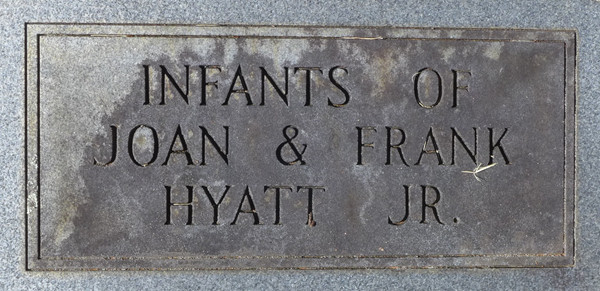 INFANTS OF
JOAN & FRANK
HYATT JR.